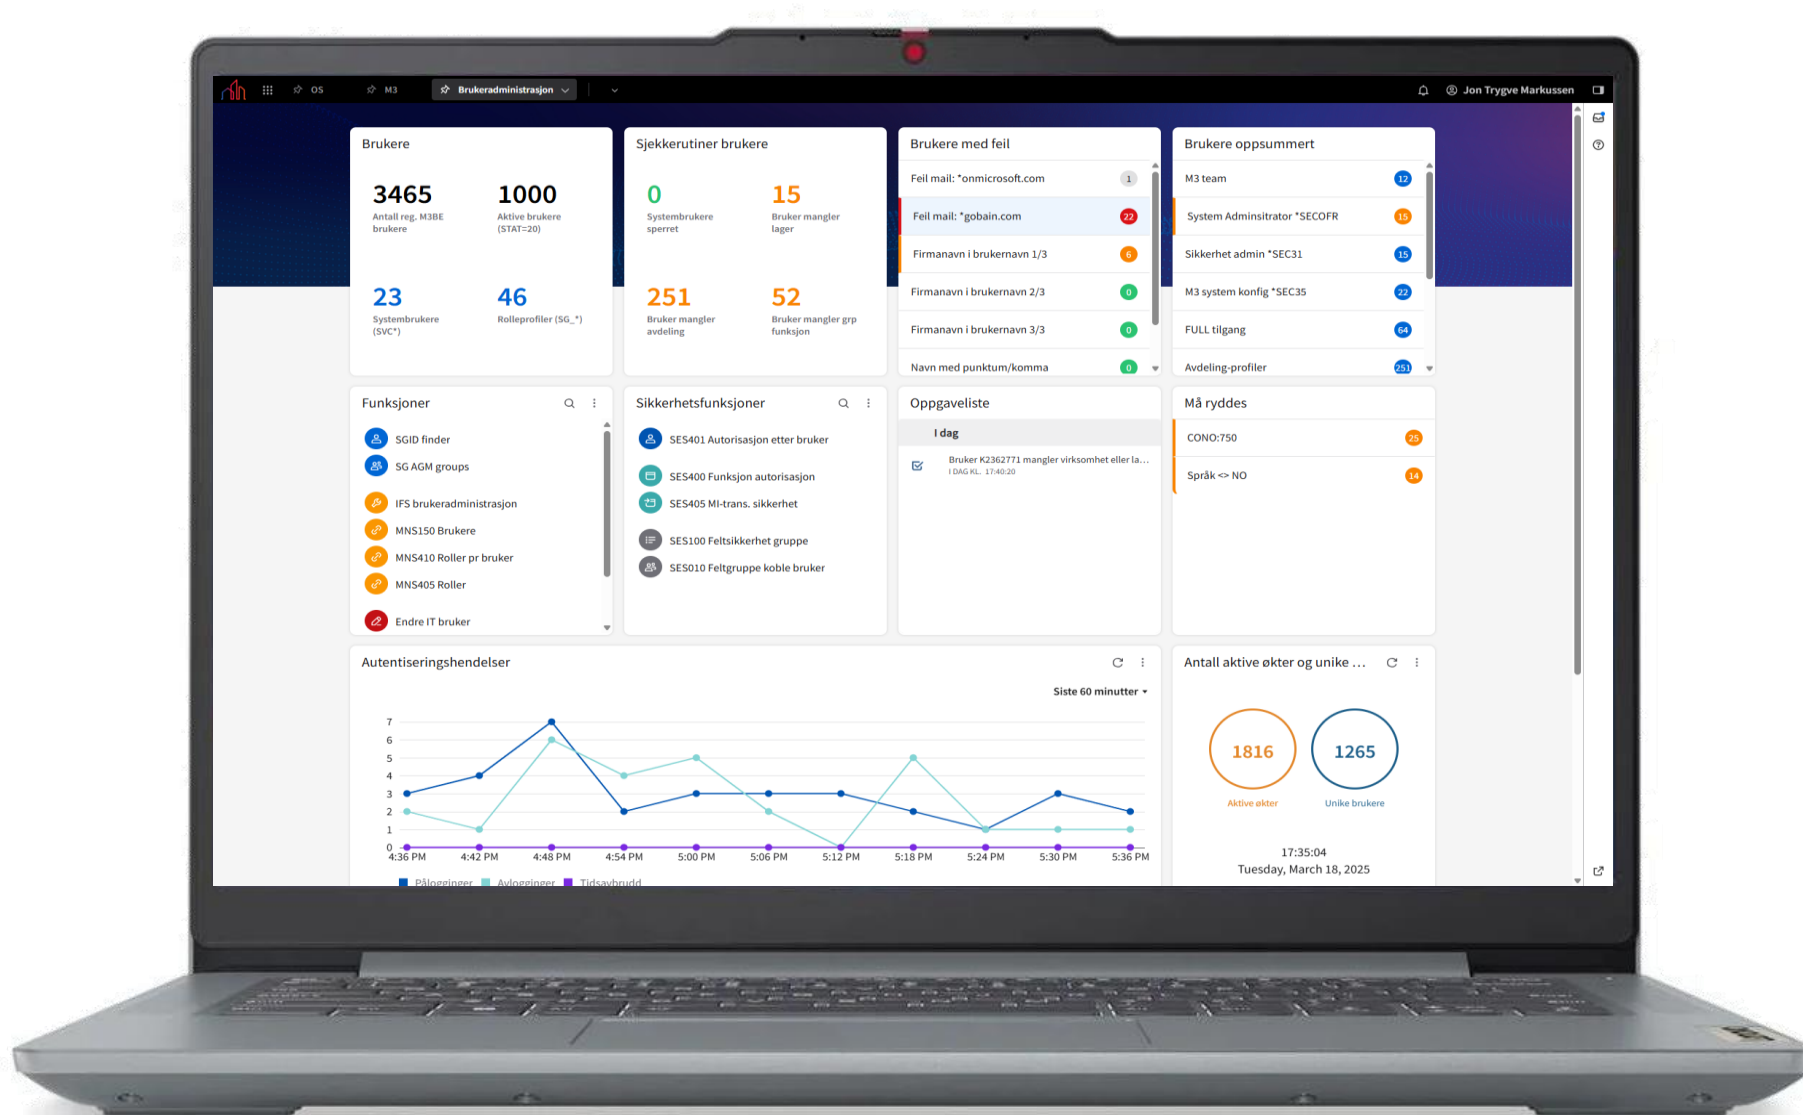 OS
M3
Brukeradministrasjon
Jon Trygve Markussen
Brukere
3465
Antall reg. M3BE
brukere
1000
Aktive brukere
(STAT=20)
23
Systembrukere
(SVC*)
46
Rolleprofiler (SG_*)
Sjekkerutiner brukere
0
Systembrukere
sperret
15
Bruker mangler
lager
251
Bruker mangler
avdeling
52
Bruker mangler grp
funksjon
Brukere med feil
Feil mail: *onmicrosoft.com 1
Feil mail: *gobain.com 22
Firmanavn i brukernavn 1/3 6
Firmanavn i brukernavn 2/3 0
Firmanavn i brukernavn 3/3 0
Navn med punktum/komma 0
Brukere oppsummert
M3 team 12
System Adminsitrator *SECOFR 15
Sikkerhet admin *SEC31 15
M3 system konfig *SEC35 22
FULL tilgang 64
Avdeling-profiler 251
Funksjoner
SGID finder
SG AGM groups
IFS brukeradministrasjon
MNS150 Brukere
MNS410 Roller pr bruker
MNS405 Roller
Endre IT bruker
Sikkerhetsfunksjoner
SES401 Autorisasjon etter bruker
SES400 Funksjon autorisasjon
SES405 MI-trans. sikkerhet
SES100 Feltsikkerhet gruppe
SES010 Feltgruppe koble bruker
Oppgaveliste
I dag
Bruker K2362771 mangler virksomhet eller la...
I DAG KL. 17:40:20
Må ryddes
CONO:750 25
Språk <> NO 14
Autentiseringshendelser
Siste 60 minutter
7
6
5
4
3
2
1
0
4:36 PM 4:42 PM 4:48 PM 4:54 PM 5:00 PM 5:06 PM 5:12 PM 5:18 PM 5:24 PM 5:30 PM 5:36 PM
Pålogginger Avlogginger Tidsavbrudd
Antall aktive økter og unike ...
1816
Aktive økter
1265
Unike brukere
17:35:04
Tuesday, March 18, 2025